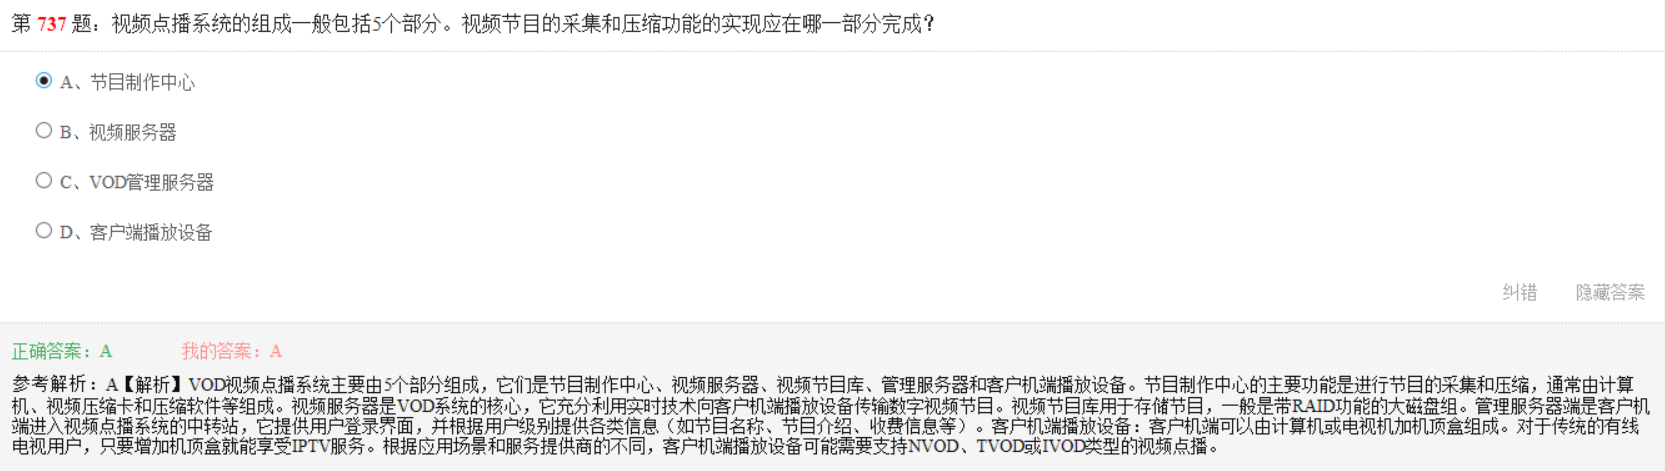 第 737 题：视频点播系统的组成一般包括5个部分。视频节目的采集和压缩功能的实现应在哪一部分完成？
A、节目制作中心
B、视频服务器
C、VOD管理服务器
D、客户端播放设备
纠错 隐藏答案
正确答案：A 我的答案：A
参考解析：A【解析】VOD视频点播系统主要由5个部分组成，它们是节目制作中心、视频服务器、视频节目库、管理服务器和客户机端播放设备。节目制作中心的主要功能是进行节目的采集和压缩，通常由计算
机、视频压缩卡和压缩软件等组成。视频服务器是VOD系统的核心，它充分利用实时技术向客户机端播放设备传输数字视频节目。视频节目库用于存储节目，一般是带RAID功能的大磁盘组。管理服务器端是客户机
端进入视频点播系统的中转站，它提供用户登录界面，并根据用户级别提供各类信息（如节目名称、节目介绍、收费信息等）。客户机端播放设备：客户机端可以由计算机或电视机加机顶盒组成。对于传统的有线
电视用户，只要增加机顶盒就能享受IPTV服务。根据应用场景和服务提供商的不同，客户机端播放设备可能需要支持NVOD、TVOD或IVOD类型的视频点播。